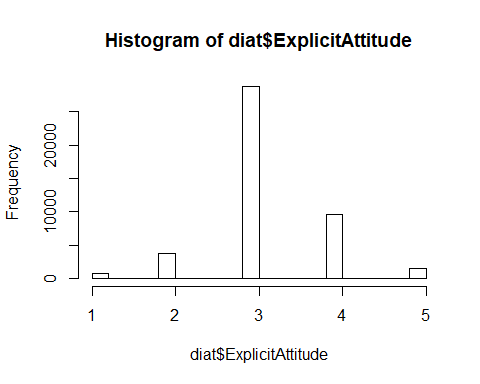 Histogram of diat$ExplicitAttitude
Frequency
20000
10000
0
1 2 3 4 5
diat$ExplicitAttitude